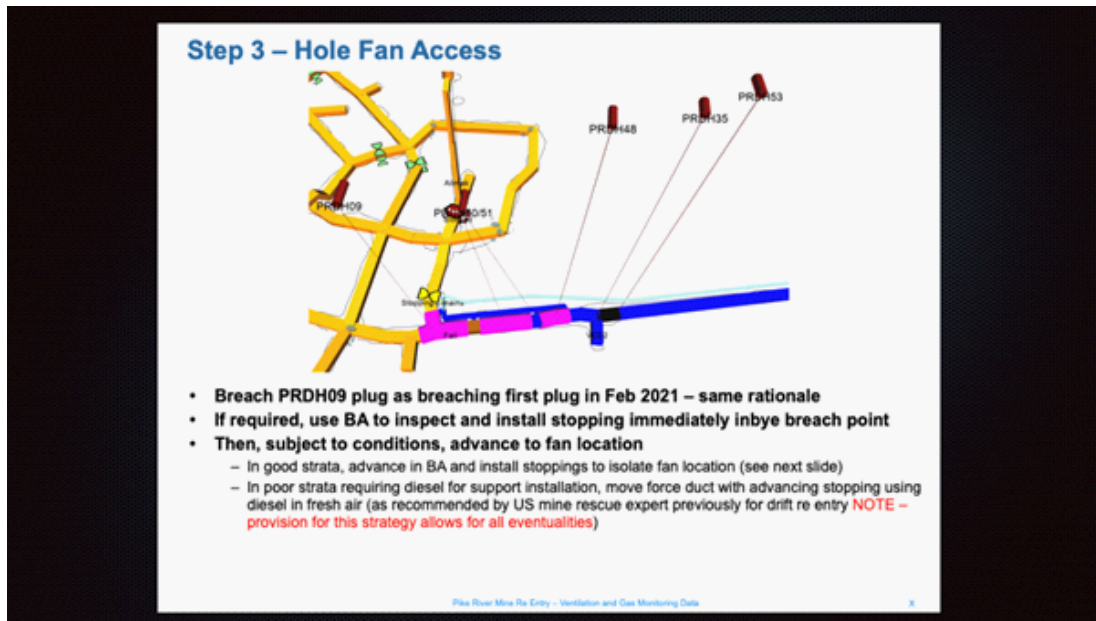 Step 3 – Hole Fan Access
PRDH53
PRDH48
PRDH35
PRDH09
Fan
• Breach PRDH09 plug as breaching first plug in Feb 2021 – same rationale
• If required, use BA to inspect and install stopping immediately inbye breach point
• Then, subject to conditions, advance to fan location
– In good strata, advance in BA and install stoppings to isolate fan location (see next slide)
– In poor strata requiring diesel for support installation, move force duct with advancing stopping using
diesel in fresh air (as recommended by US mine rescue expert previously for drift re entry NOTE –
provision for this strategy allows for all eventualities)
Pike River Mine Re Entry – Ventilation and Gas Monitoring Data
X